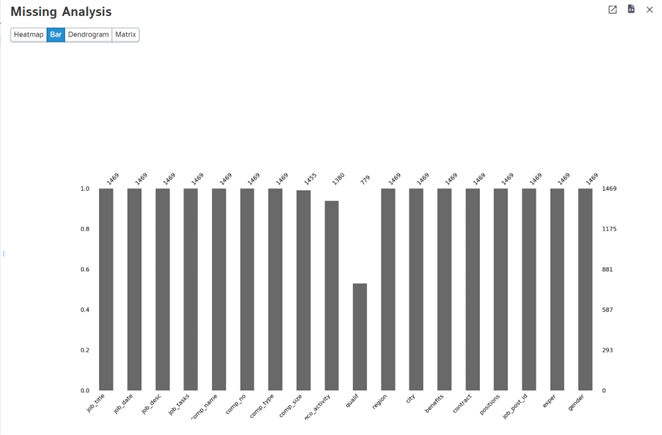 Missing Analysis
Heatmap Bar Dendrogram Matrix
1469 1469 1469 1469 1469 1469 1469 1455 1380 779 1469 1469 1469 1469 1469 1469 1469 1469
1.0 1469
0.8 1175
0.6 881
0.4 587
0.2 293
0.0 0
job_title job_date job_desc job_tasks comp_name comp_no comp_type comp_size eco_activity qualif region city benefits contract positions job_post_id exper gender